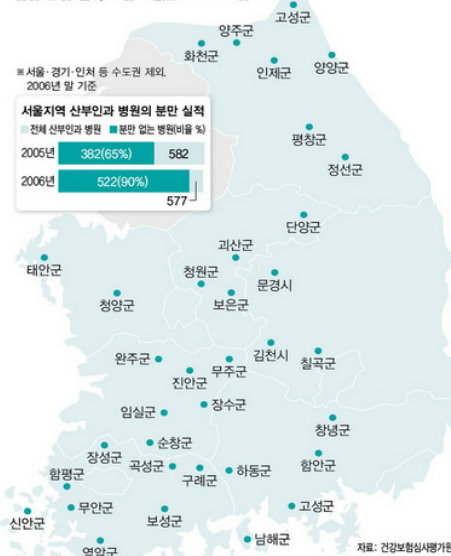 고성군
양주군
화천군
인제군
양양군
※서울·경기·인처 등 수도권 제외.
2006년 말 기준
서울지역 산부인과 병원의 분만 실적
전체 산부인과 병원 분만 없는 병원(비율 %)
2005년 382(65%) 582
2006년 522(90%)
577
평창군
정선군
단양군
괴산군
태안군
청원군
문경시
청양군
보은군
김천시
완주군
무주군
칠곡군
진안군
장수군
임실군
창녕군
순창군
장성군
곡성군
함안군
함평군
구례군
하동군
무안군
고성군
신안군
보성군
남해군
영암군
자료: 건강보험심사평가원